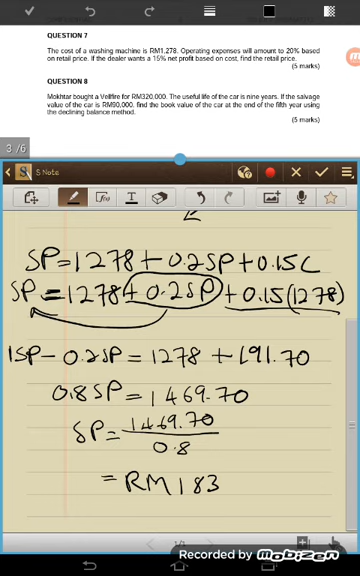 QUESTION 7
The cost of a washing machine is RM1,278. Operating expenses will amount to 20% based
on retail price. If the dealer wants a 15% net profit based on cost, find the retail price.
(5 marks)
QUESTION 8
Mokhtar bought a Vellfire for RM320,000. The useful life of the car is nine years. If the salvage
value of the car is RM90,000, find the book value of the car at the end of the fifth year using
the declining balance method.
(5 marks)
3 /6
S Note
SP=1278+0.2SP+0.15C
SP=1278+0.2SP+0.15(1278)
1SP-0.2SP=1278+191.70
0.8SP=1469.70
SP=1469.70
0.8
=RM183
1/1
Recorded by Mobizen